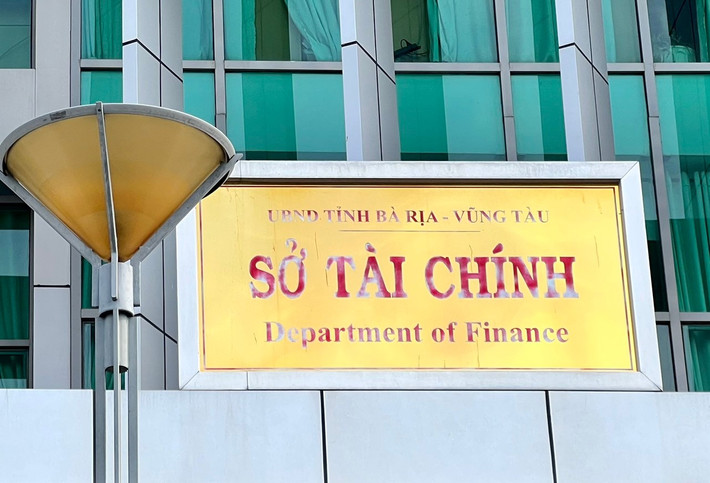 UBND TỈNH BÀ RỊA - VŨNG TÀU
SỞ TÀI CHÍNH
Department of Finance